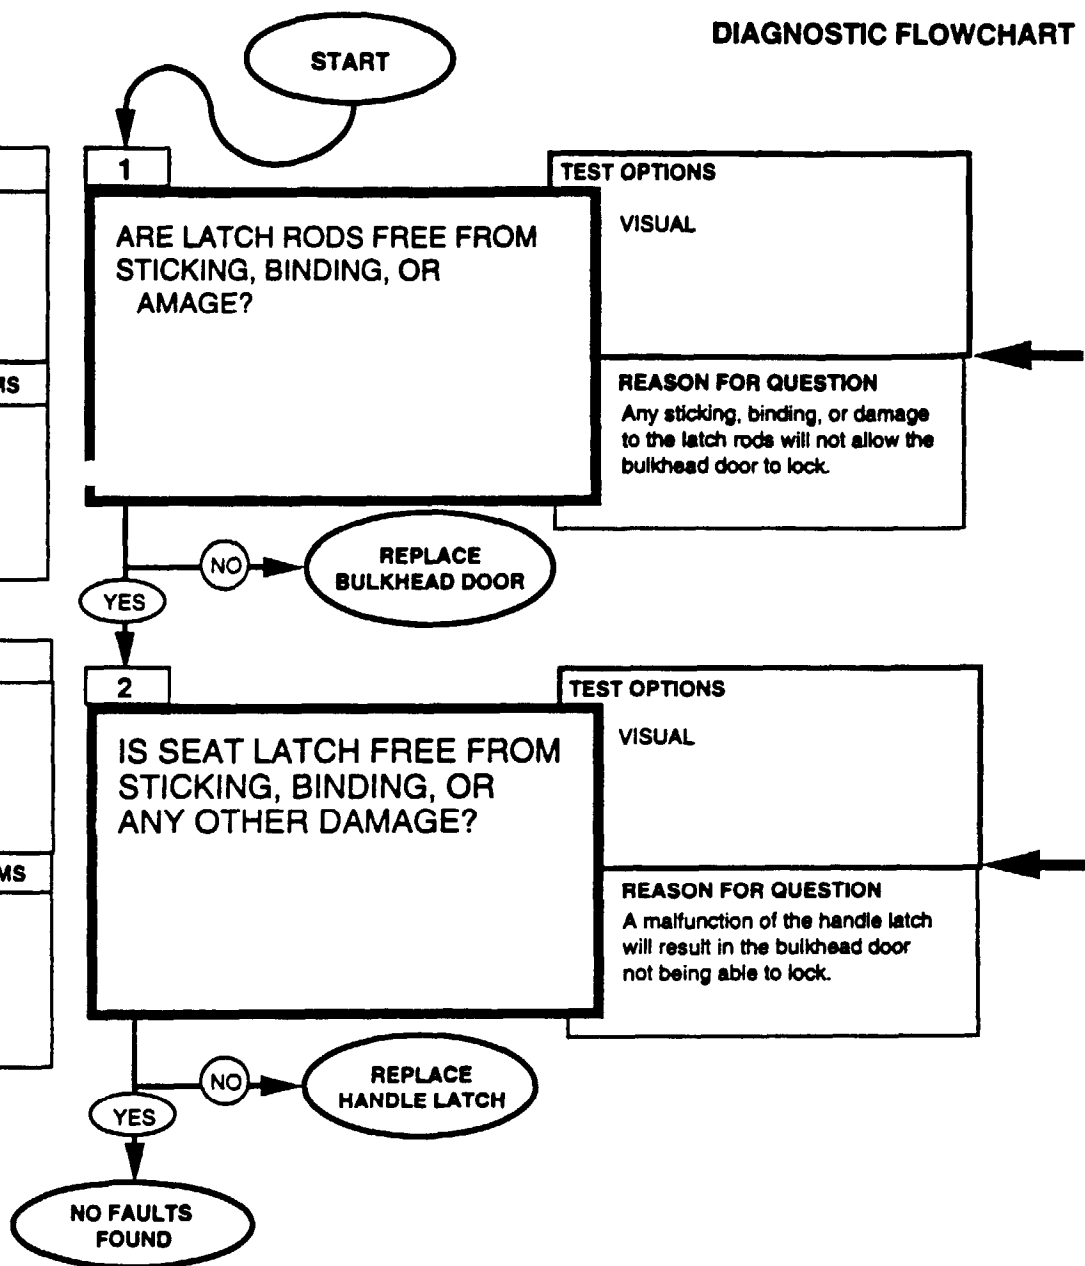 DIAGNOSTIC FLOWCHART
START
1
ARE LATCH RODS FREE FROM
STICKING, BINDING, OR
AMAGE?
TEST OPTIONS
VISUAL
REASON FOR QUESTION
Any sticking, binding, or damage
to the latch rods will not allow the
bulkhead door to lock.
MS
NO
REPLACE
BULKHEAD DOOR
YES
2
IS SEAT LATCH FREE FROM
STICKING, BINDING, OR
ANY OTHER DAMAGE?
TEST OPTIONS
VISUAL
REASON FOR QUESTION
A malfunction of the handle latch
will result in the bulkhead door
not being able to lock.
MS
NO
REPLACE
HANDLE LATCH
YES
NO FAULTS
FOUND